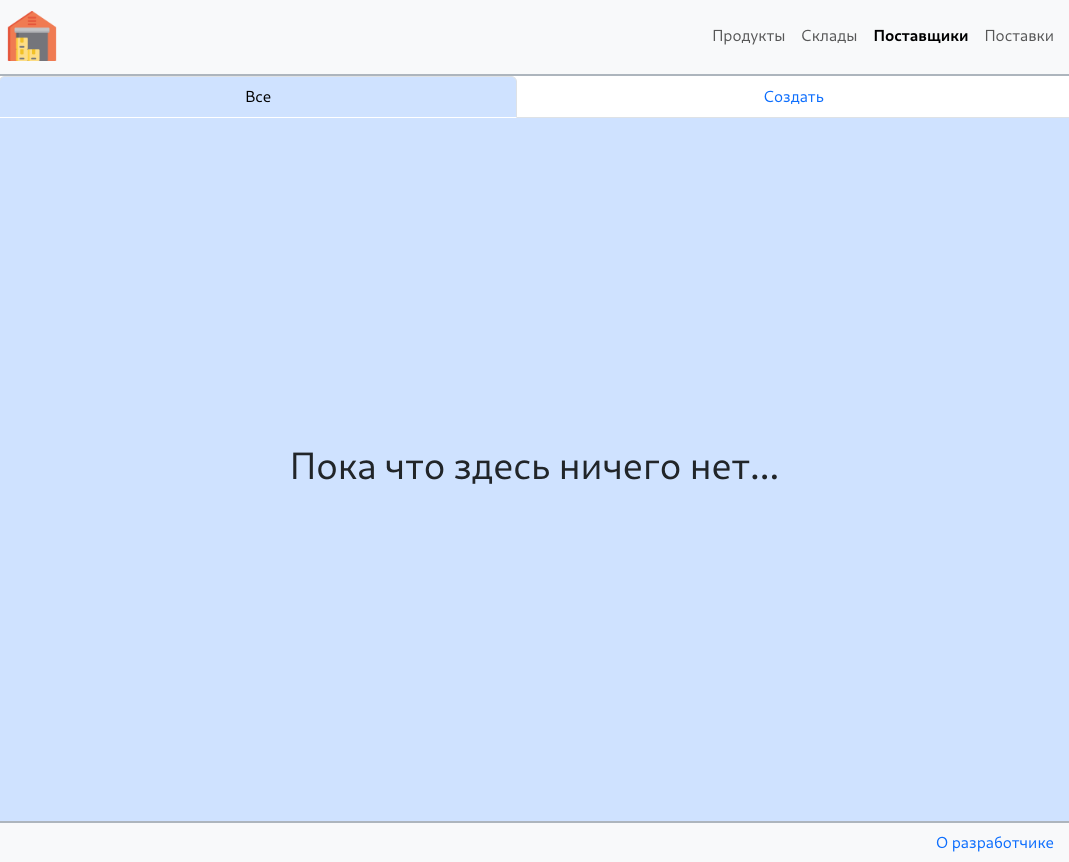 Продукты Склады Поставщики Поставки
Все Создать
Пока что здесь ничего нет...
О разработчике